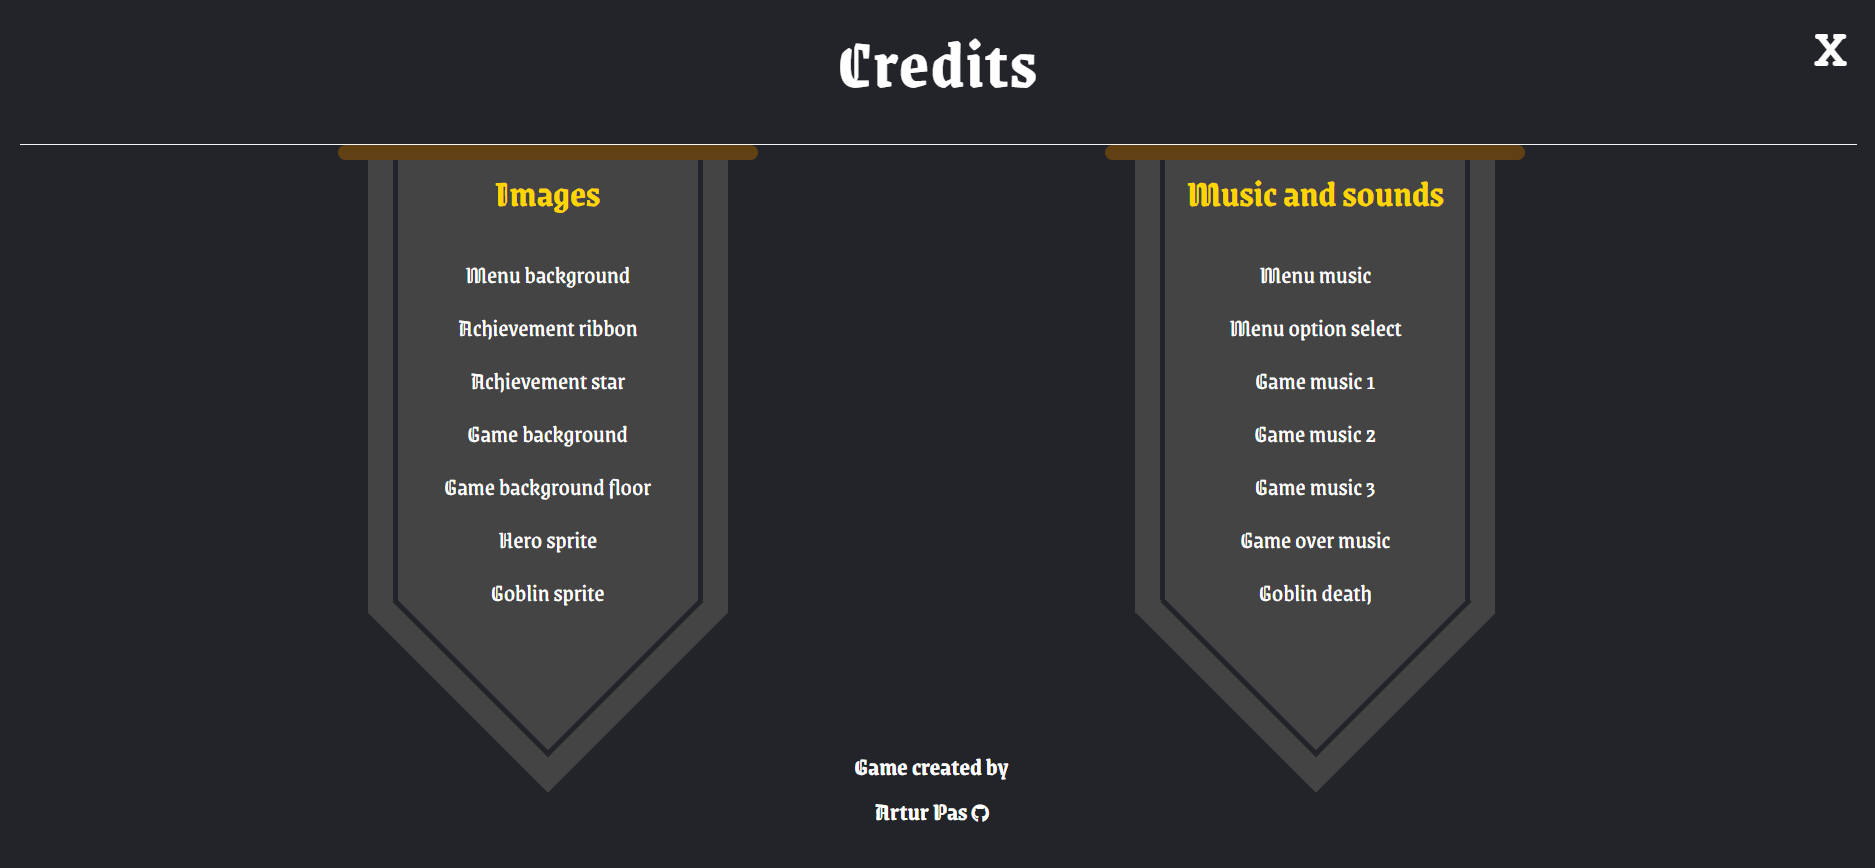 Credits
X
Images
Menu background
Achievement ribbon
Achievement star
Game background
Game background floor
Hero sprite
Goblin sprite
Music and sounds
Menu music
Menu option select
Game music 1
Game music 2
Game music 3
Game over music
Goblin death
Game created by
Artur Pas